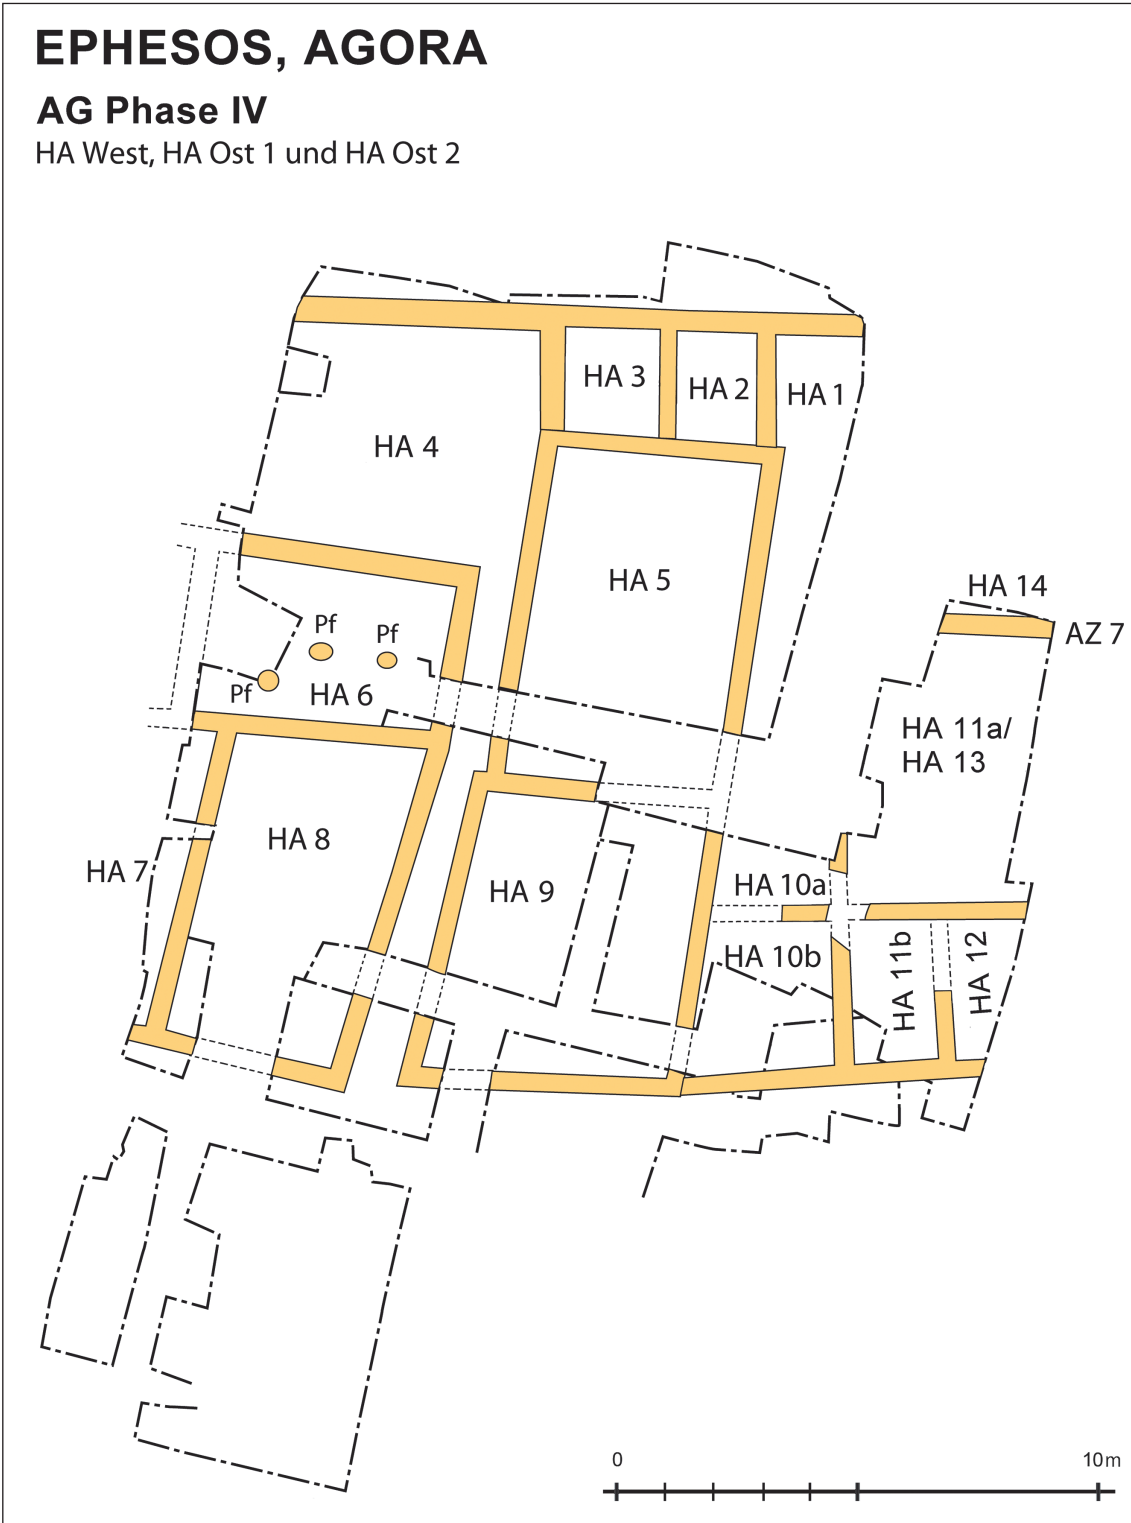 EPHESOS, AGORA
AG Phase IV
HA West, HA Ost 1 und HA Ost 2
HA 3
HA 2
HA 1
HA 4
HA 5
HA 14
AZ 7
Pf
Pf
Pf
HA 6
HA 11a/
HA 13
HA 8
HA 7
HA 9
HA 10a
HA 10b
HA 11b
HA 12
0
10m